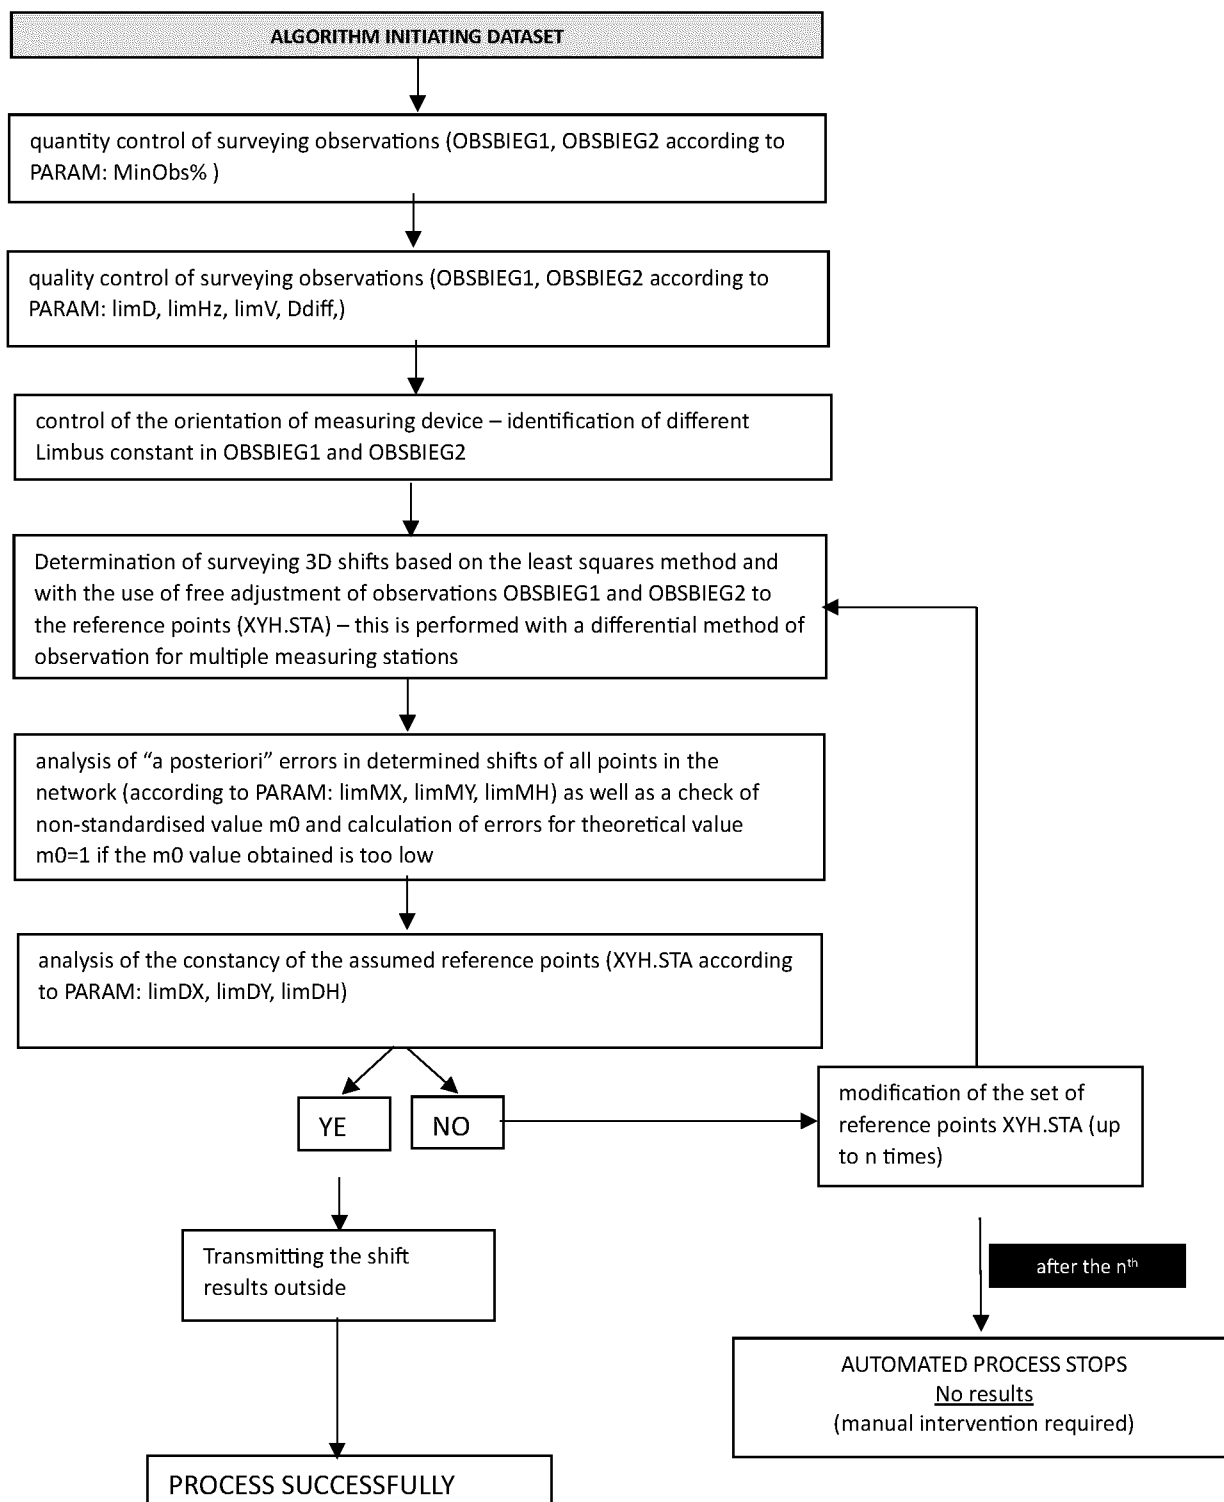 ALGORITHM INITIATING DATASET
quantity control of surveying observations (OBSBIEG1, OBSBIEG2 according to
PARAM: MinObs% )
quality control of surveying observations (OBSBIEG1, OBSBIEG2 according to
PARAM: limD, limHz, limV, Ddiff,)
control of the orientation of measuring device – identification of different
Limbus constant in OBSBIEG1 and OBSBIEG2
Determination of surveying 3D shifts based on the least squares method and
with the use of free adjustment of observations OBSBIEG1 and OBSBIEG2 to
the reference points (XYH.STA) – this is performed with a differential method of
observation for multiple measuring stations
analysis of “a posteriori” errors in determined shifts of all points in the
network (according to PARAM: limMX, limMY, limMH) as well as a check of
non-standardised value m0 and calculation of errors for theoretical value
m0=1 if the m0 value obtained is too low
analysis of the constancy of the assumed reference points (XYH.STA according
to PARAM: limDX, limDY, limDH)
YE
NO
modification of the set of
reference points XYH.STA (up
to n times)
Transmitting the shift
results outside
after the nᵗʰ
AUTOMATED PROCESS STOPS
No results
(manual intervention required)
PROCESS SUCCESSFULLY